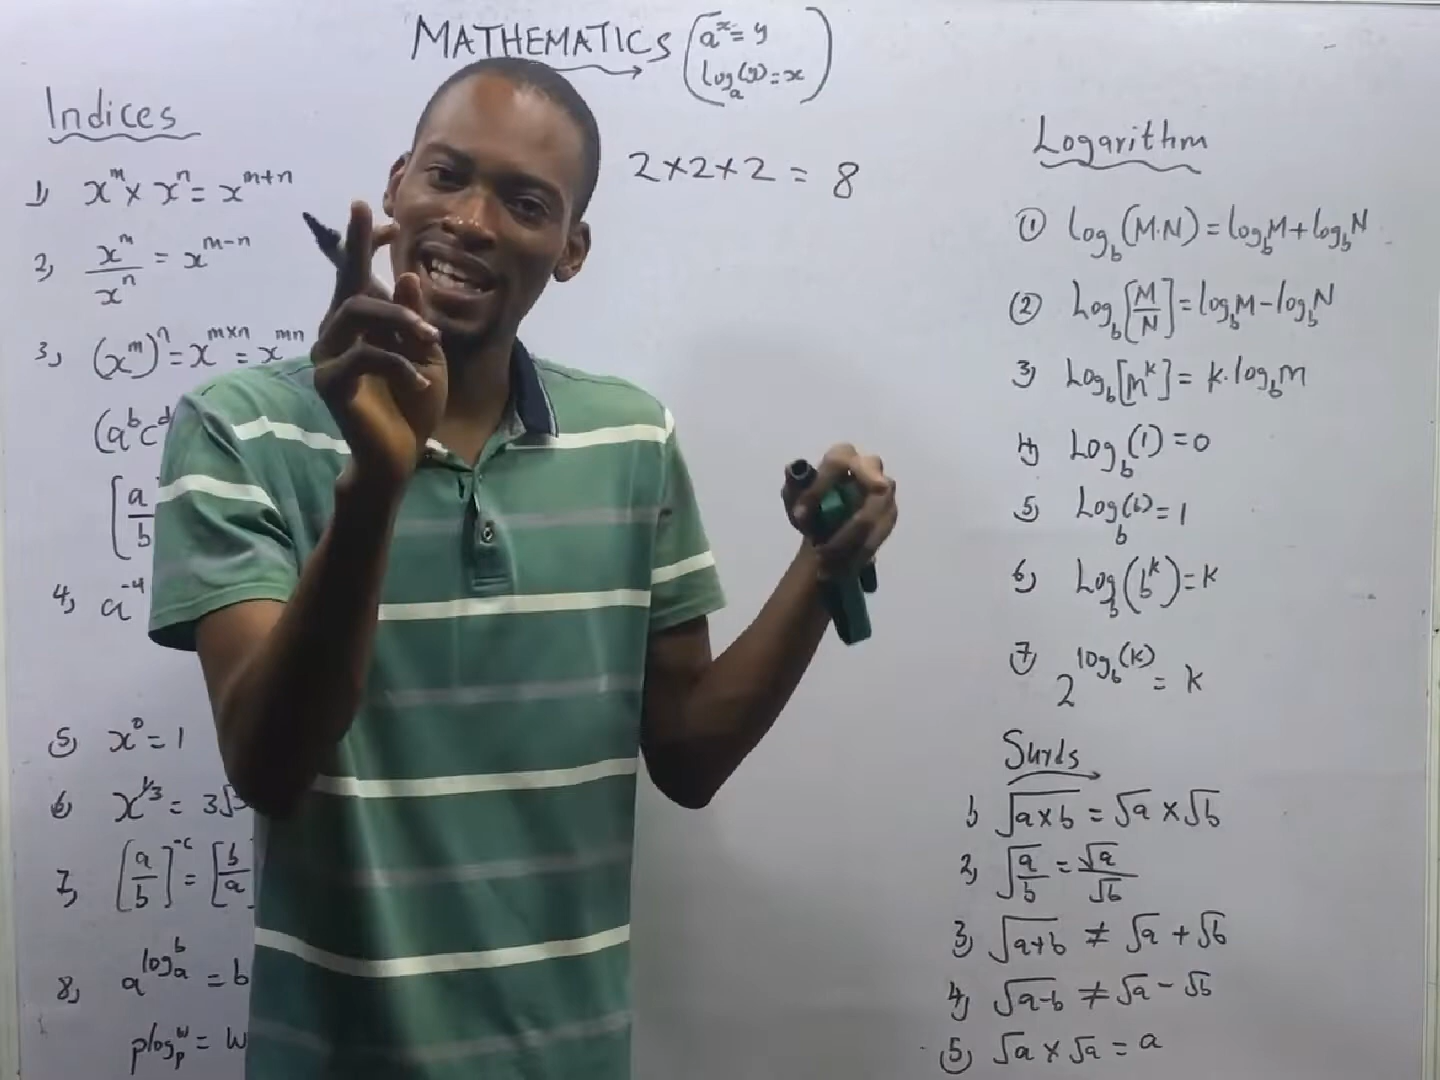 MATHEMATICS (a^x = y
log_a(y) = x)
2×2×2 = 8
Indices
1) x^m × x^n = x^{m+n}
2) x^m/x^n = x^{m-n}
3) (x^m)^n = x^{m×n} = x^{mn}
(a^b c^d
[a/b
4) a^{-4}
5) x^0 = 1
6) x^{1/3} = 3√
7) [a/b]^{-c} = [b/a]
8) a^{log_a^b} = b
plog_p^w = w
Logarithm
① log_b(M·N) = log_b M + log_b N
② Log_b[M/N] = log_b M - log_b N
3) Log_b[m^k] = k·log_b m
4) Log_b(1) = 0
5) Log_b(b) = 1
6) Log_b(b^k) = k
7) 2^{log_b(k)} = k
Surds
1) √(a×b) = √a × √b
2) √(a/b) = √a/√b
3) √(a+b) ≠ √a + √b
4) √(a-b) ≠ √a - √b
5) √a × √a = a